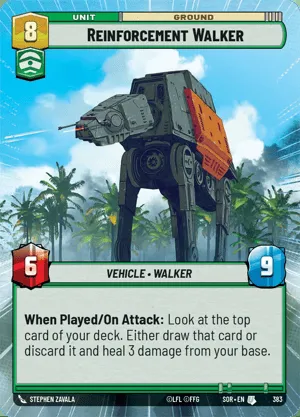 UNIT GROUND
8 REINFORCEMENT WALKER
6 VEHICLE • WALKER 9
When Played/On Attack: Look at the top
card of your deck. Either draw that card or
discard it and heal 3 damage from your base.
STEPHEN ZAVALA ©LFL ©FFG SOR • EN 383